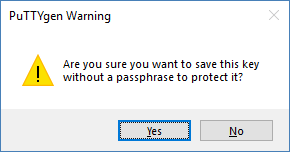 PuTTYgen Warning
Are you sure you want to save this key
without a passphrase to protect it?
Yes
No